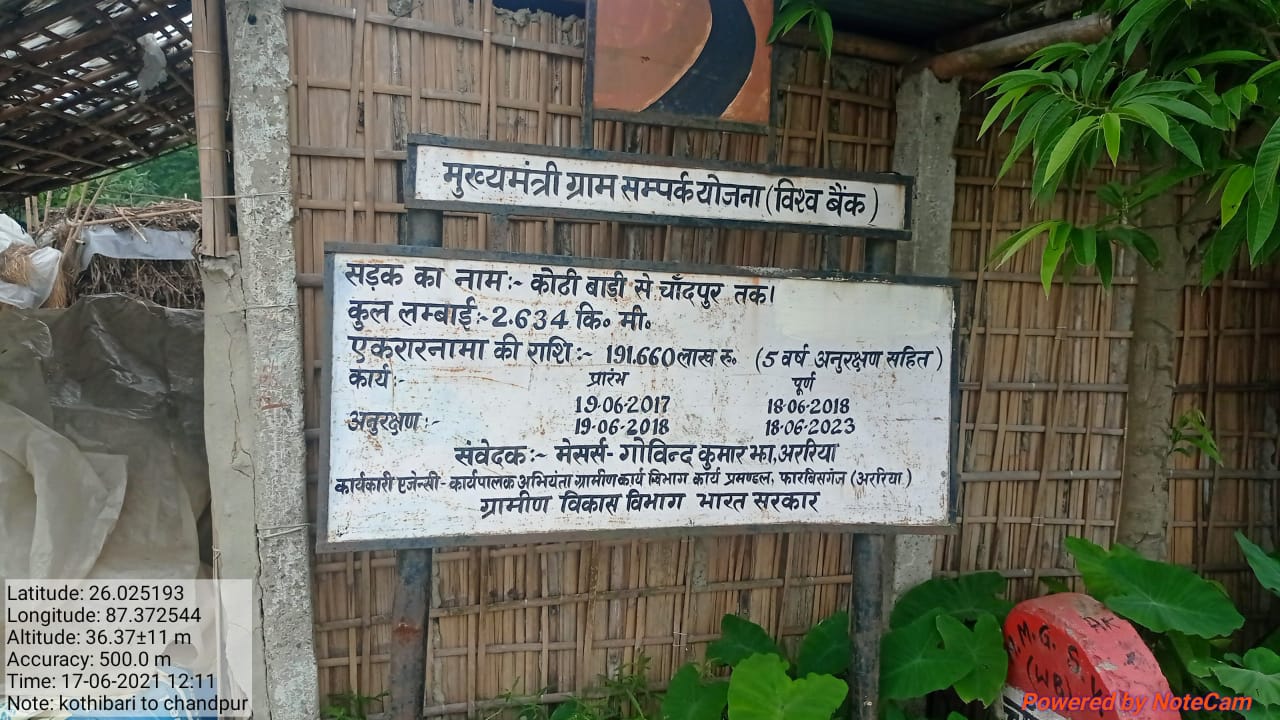 मुख्यमंत्री ग्राम सम्पर्क योजना (विश्व बैंक)
सड़क का नाम:- कोठी बाड़ी से चाँदपुर तक।
कुल लम्बाई:-2.634 कि॰ मी॰
एकरारनामा की राशि:- 191.660 लाख रु॰ (5 वर्ष अनुरक्षण सहित)
कार्य:- प्रारंभ पूर्ण
19.06.2017 18.06.2018
अनुरक्षण:- 19.06.2018 18.06.2023
संवेदक:- मेसर्स- गोविन्द कुमार झा, अररिया
कार्यकारी एजेन्सी- कार्यपालक अभियंता ग्रामीण कार्य विभाग कार्य प्रमण्डल, फारबिसगंज (अररिया)
ग्रामीण विकास विभाग भारत सरकार
M.G.S
(WB)
Latitude: 26.025193
Longitude: 87.372544
Altitude: 36.37±11 m
Accuracy: 500.0 m
Time: 17-06-2021 12:11
Note: kothibari to chandpur
Powered by NoteCam